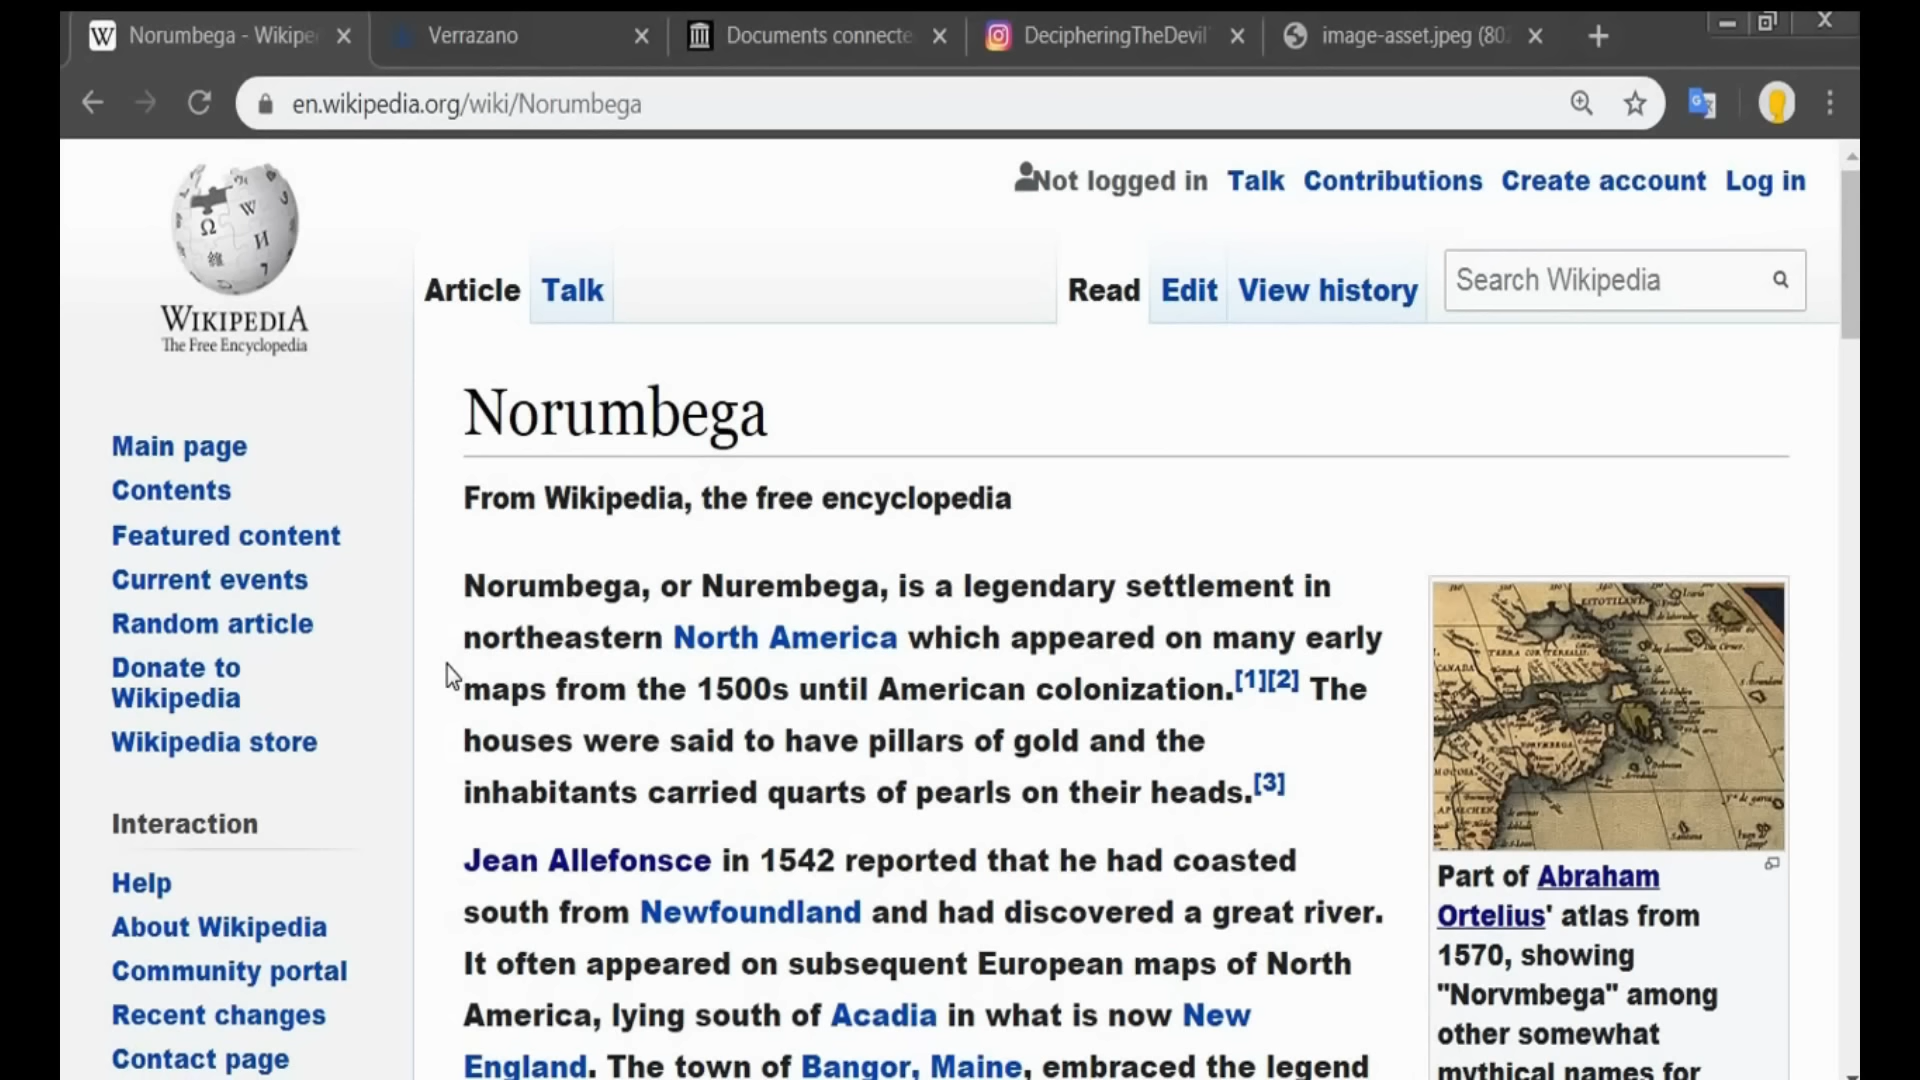 Norumbega - Wikipe
Verrazano
Documents connecte
DecipheringTheDevil
image-asset.jpeg (80
en.wikipedia.org/wiki/Norumbega
WIKIPEDIA
The Free Encyclopedia
Not logged in Talk Contributions Create account Log in
Article Talk
Read Edit View history
Search Wikipedia
Main page
Contents
Featured content
Current events
Random article
Donate to
Wikipedia
Wikipedia store
Interaction
Help
About Wikipedia
Community portal
Recent changes
Contact page
Norumbega
From Wikipedia, the free encyclopedia
Norumbega, or Nurembega, is a legendary settlement in
northeastern North America which appeared on many early
maps from the 1500s until American colonization.[1][2] The
houses were said to have pillars of gold and the
inhabitants carried quarts of pearls on their heads.[3]
Jean Allefonsce in 1542 reported that he had coasted
south from Newfoundland and had discovered a great river.
It often appeared on subsequent European maps of North
America, lying south of Acadia in what is now New
England. The town of Bangor, Maine, embraced the legend
Part of Abraham
Ortelius' atlas from
1570, showing
"Norvmbega" among
other somewhat
mythical names for